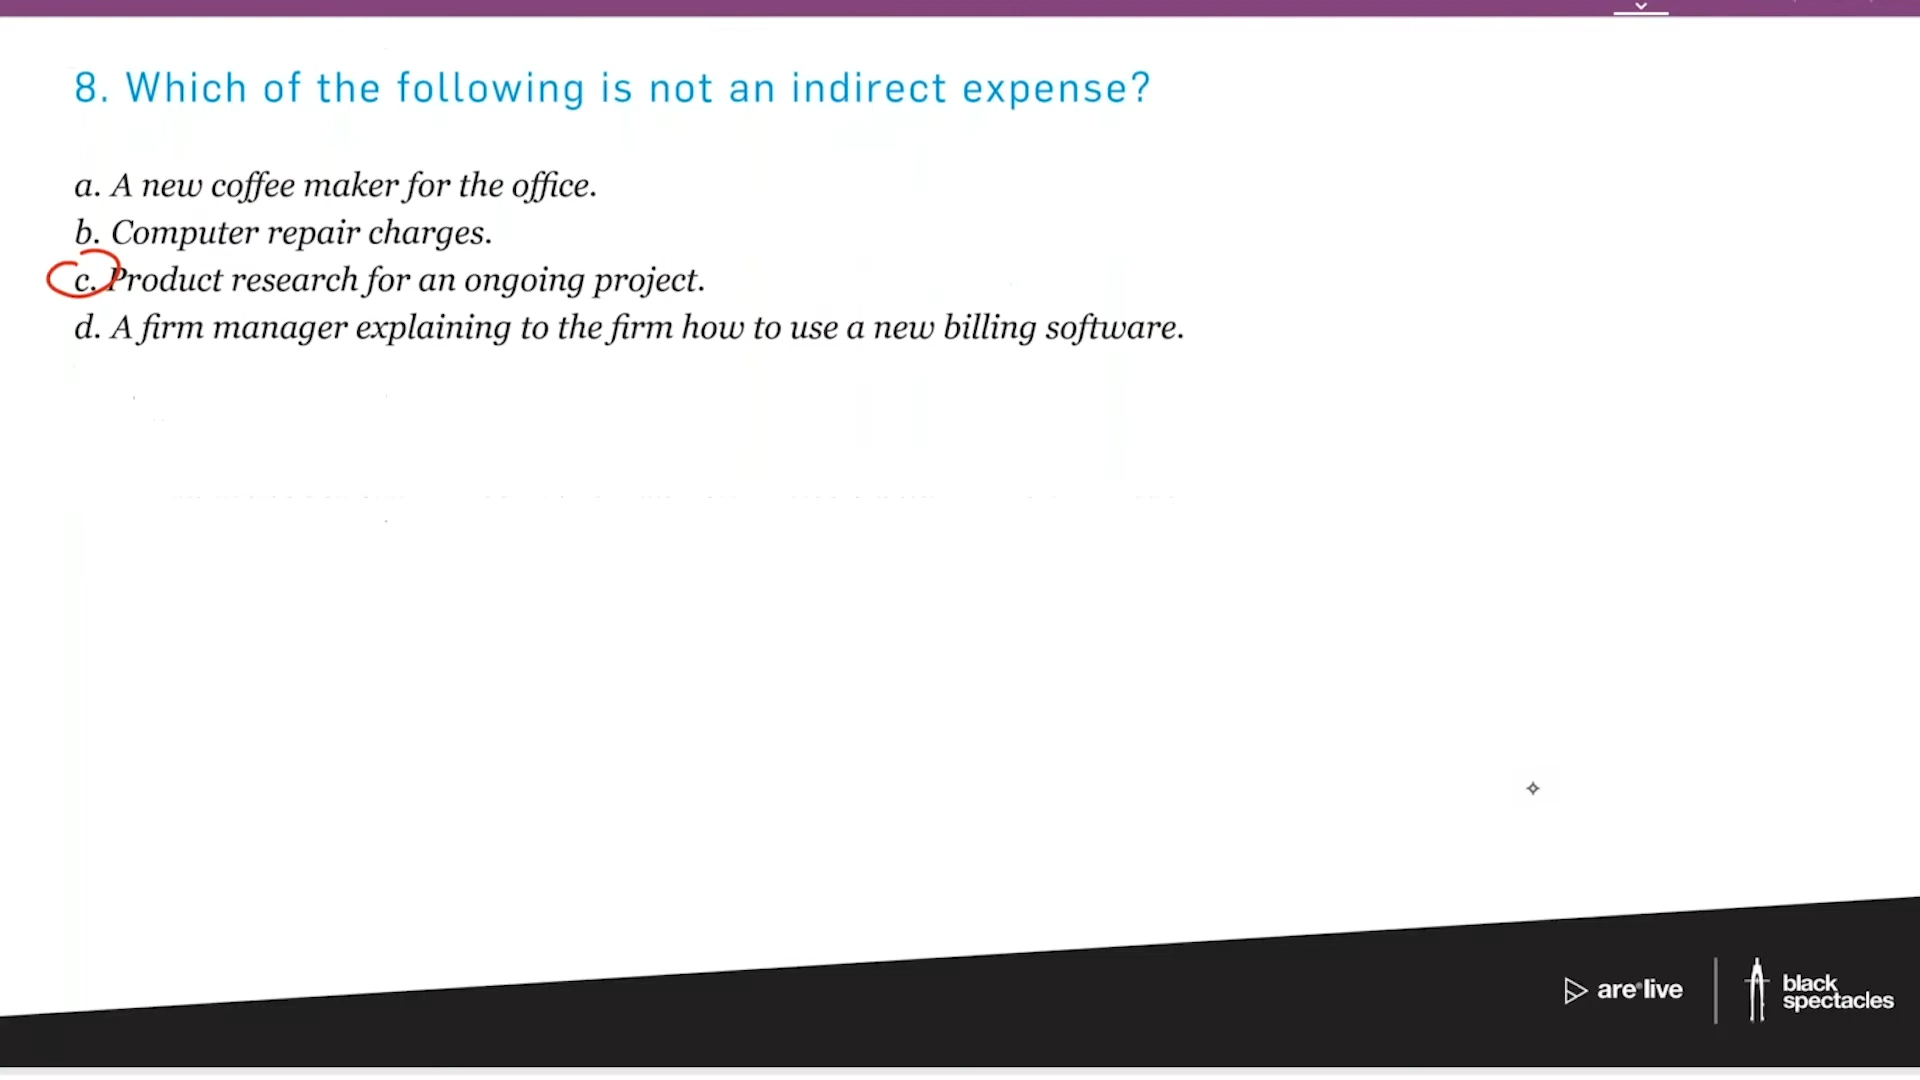 8. Which of the following is not an indirect expense?
a. A new coffee maker for the office.
b. Computer repair charges.
c. Product research for an ongoing project.
d. A firm manager explaining to the firm how to use a new billing software.
are live
black
spectacles